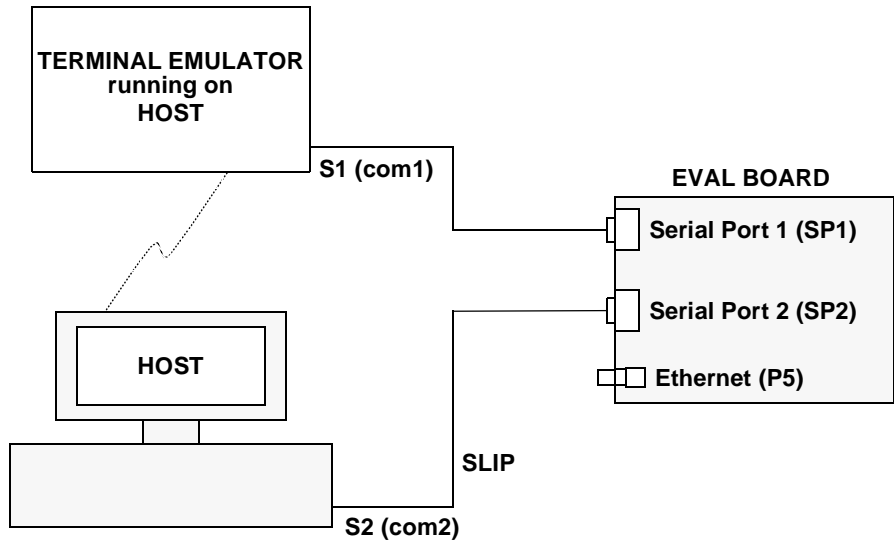 TERMINAL EMULATOR
running on
HOST
S1 (com1)
EVAL BOARD
Serial Port 1 (SP1)
Serial Port 2 (SP2)
HOST
Ethernet (P5)
SLIP
S2 (com2)